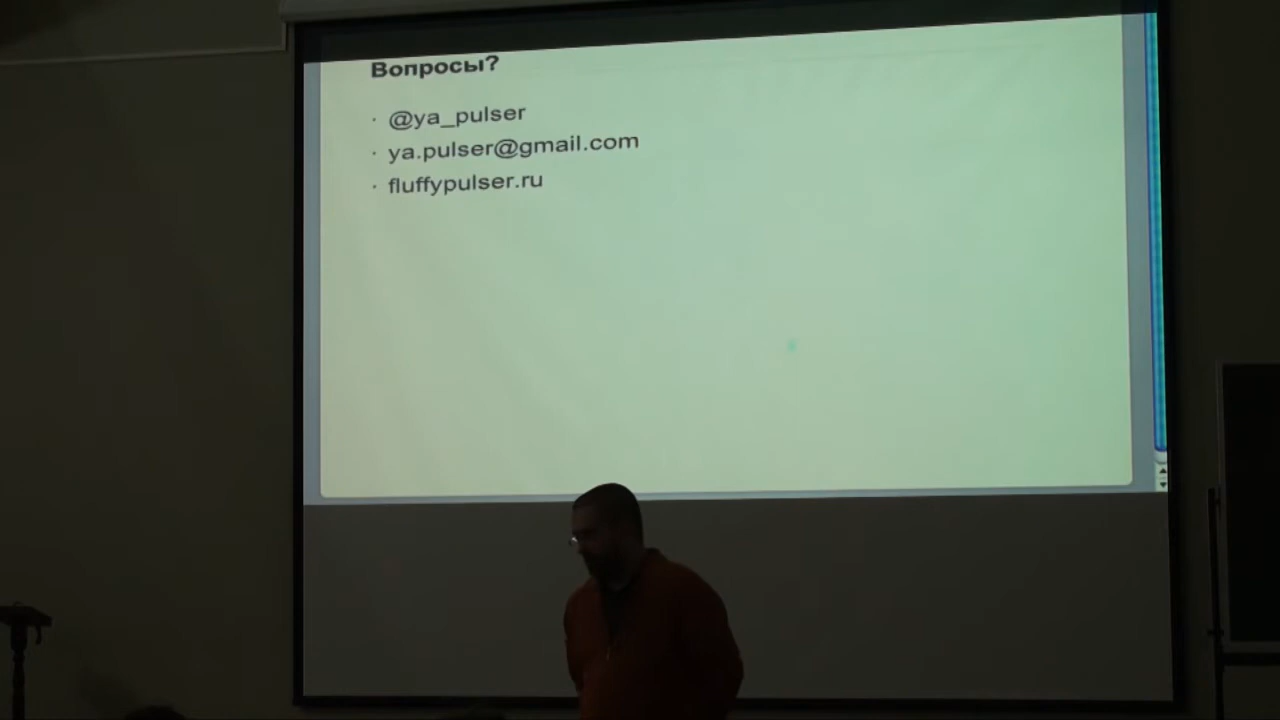 Вопросы?
· @ya_pulser
· ya.pulser@gmail.com
· fluffypulser.ru